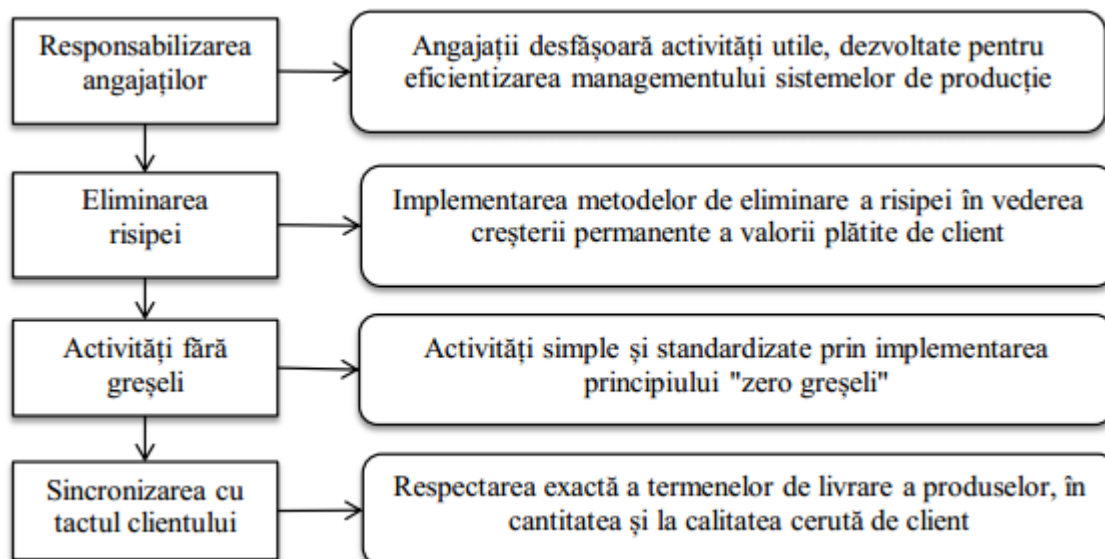 Responsabilizarea
angajaților
Angajații desfășoară activități utile, dezvoltate pentru
eficientizarea managementului sistemelor de producție
Eliminarea
risipei
Implementarea metodelor de eliminare a risipei în vederea
creșterii permanente a valorii plătite de client
Activități fără
greșeli
Activități simple și standardizate prin implementarea
principiului "zero greșeli"
Sincronizarea cu
tactul clientului
Respectarea exactă a termenelor de livrare a produselor, în
cantitatea și la calitatea cerută de client